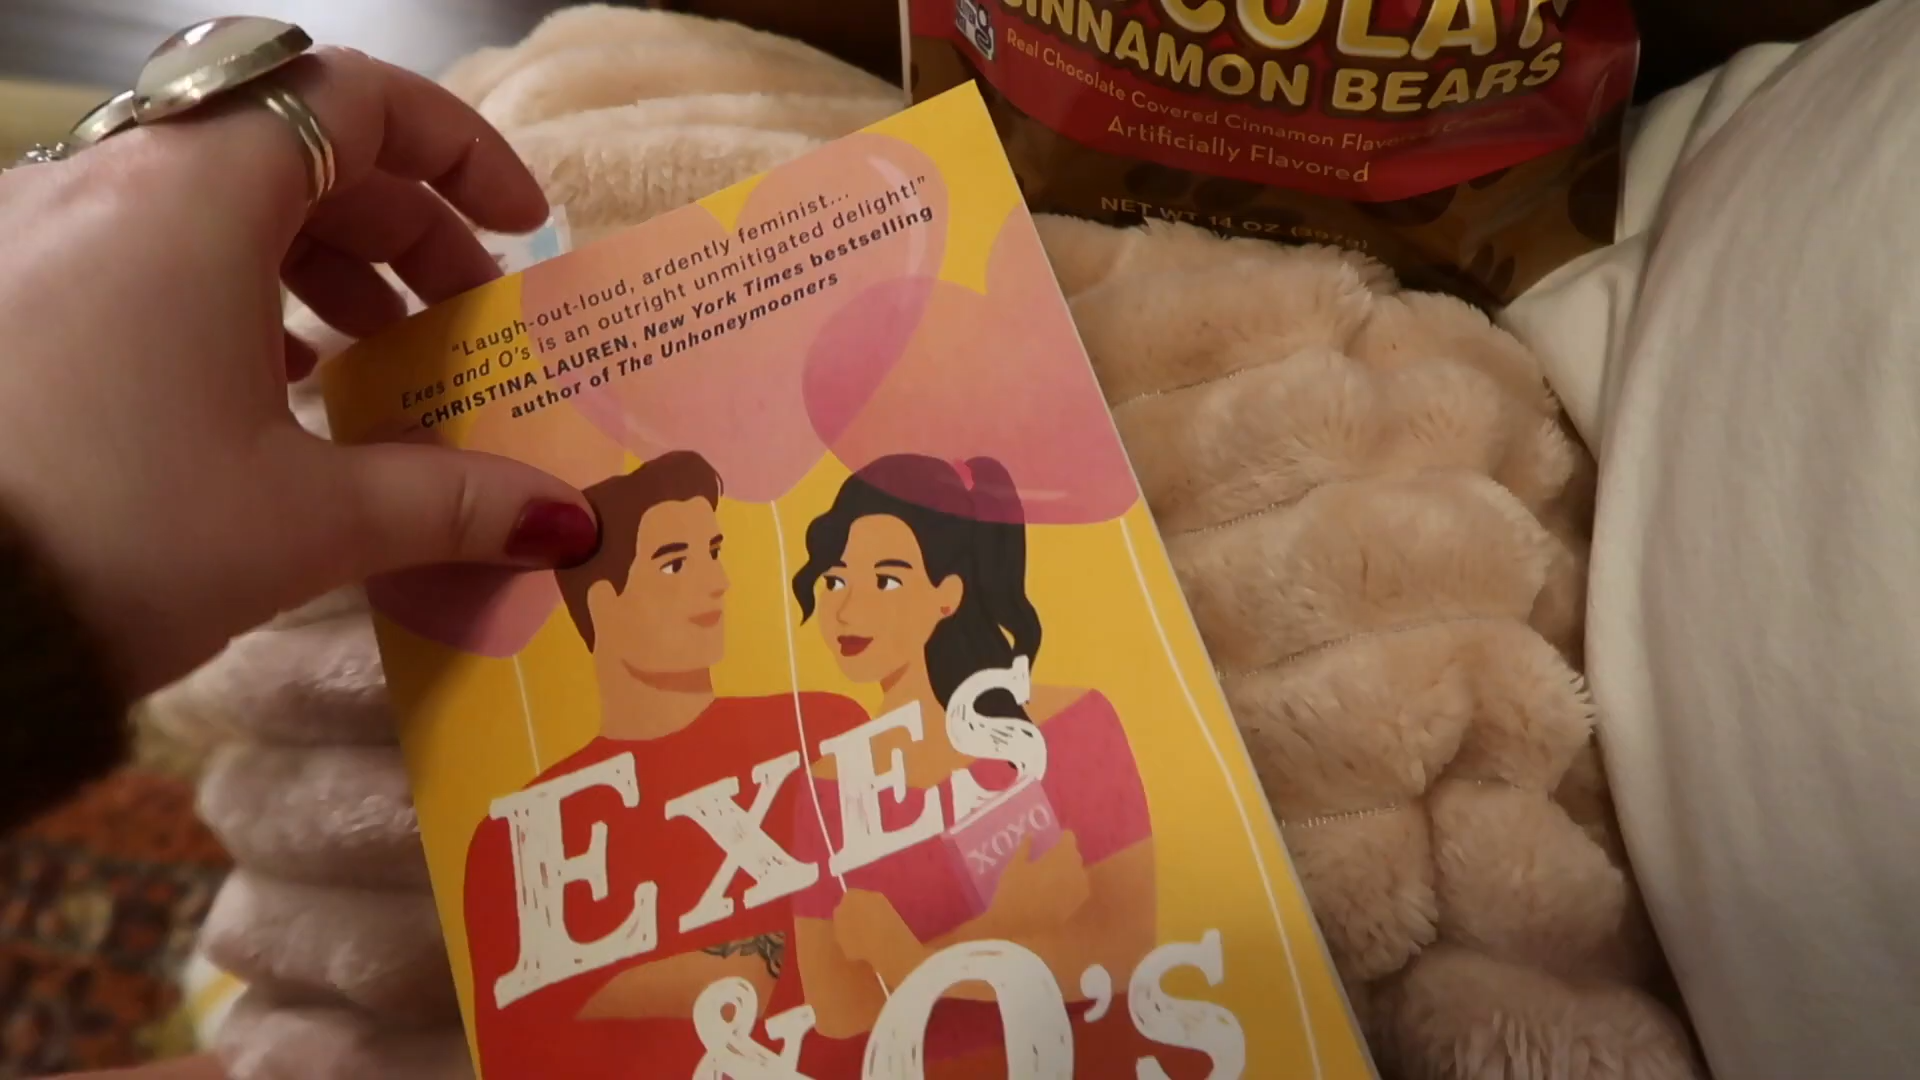 CINNAMON BEARS
Real Chocolate Covered Cinnamon
Artificially Flavored
NET WT 14 OZ (397g)
"Laugh-out-loud, ardently feminist...
Exes and O's is an outright unmitigated delight!"
—CHRISTINA LAUREN, New York Times bestselling
author of The Unhoneymooners
EXES
XOXO
& O'S